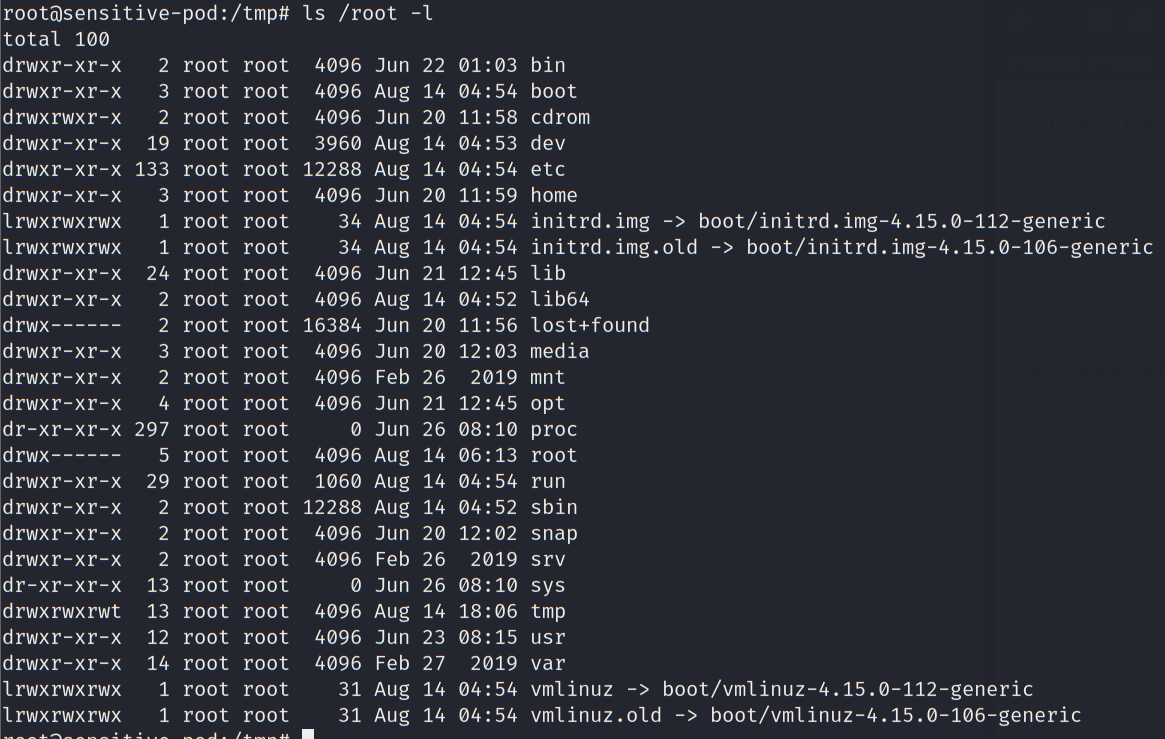 root@sensitive-pod:/tmp# ls /root -l
total 100
drwxr-xr-x   2 root root  4096 Jun 22 01:03 bin
drwxr-xr-x   3 root root  4096 Aug 14 04:54 boot
drwxrwxr-x   2 root root  4096 Jun 20 11:58 cdrom
drwxr-xr-x  19 root root  3960 Aug 14 04:53 dev
drwxr-xr-x 133 root root 12288 Aug 14 04:54 etc
drwxr-xr-x   3 root root  4096 Jun 20 11:59 home
lrwxrwxrwx   1 root root    34 Aug 14 04:54 initrd.img -> boot/initrd.img-4.15.0-112-generic
lrwxrwxrwx   1 root root    34 Aug 14 04:54 initrd.img.old -> boot/initrd.img-4.15.0-106-generic
drwxr-xr-x  24 root root  4096 Jun 21 12:45 lib
drwxr-xr-x   2 root root  4096 Aug 14 04:52 lib64
drwx------   2 root root 16384 Jun 20 11:56 lost+found
drwxr-xr-x   3 root root  4096 Jun 20 12:03 media
drwxr-xr-x   2 root root  4096 Feb 26  2019 mnt
drwxr-xr-x   4 root root  4096 Jun 21 12:45 opt
dr-xr-xr-x 297 root root     0 Jun 26 08:10 proc
drwx------   5 root root  4096 Aug 14 06:13 root
drwxr-xr-x  29 root root  1060 Aug 14 04:54 run
drwxr-xr-x   2 root root 12288 Aug 14 04:52 sbin
drwxr-xr-x   2 root root  4096 Jun 20 12:02 snap
drwxr-xr-x   2 root root  4096 Feb 26  2019 srv
dr-xr-xr-x  13 root root     0 Jun 26 08:10 sys
drwxrwxrwt  13 root root  4096 Aug 14 18:06 tmp
drwxr-xr-x  12 root root  4096 Jun 23 08:15 usr
drwxr-xr-x  14 root root  4096 Feb 27  2019 var
lrwxrwxrwx   1 root root    31 Aug 14 04:54 vmlinuz -> boot/vmlinuz-4.15.0-112-generic
lrwxrwxrwx   1 root root    31 Aug 14 04:54 vmlinuz.old -> boot/vmlinuz-4.15.0-106-generic
root@sensitive-pod:/tmp#